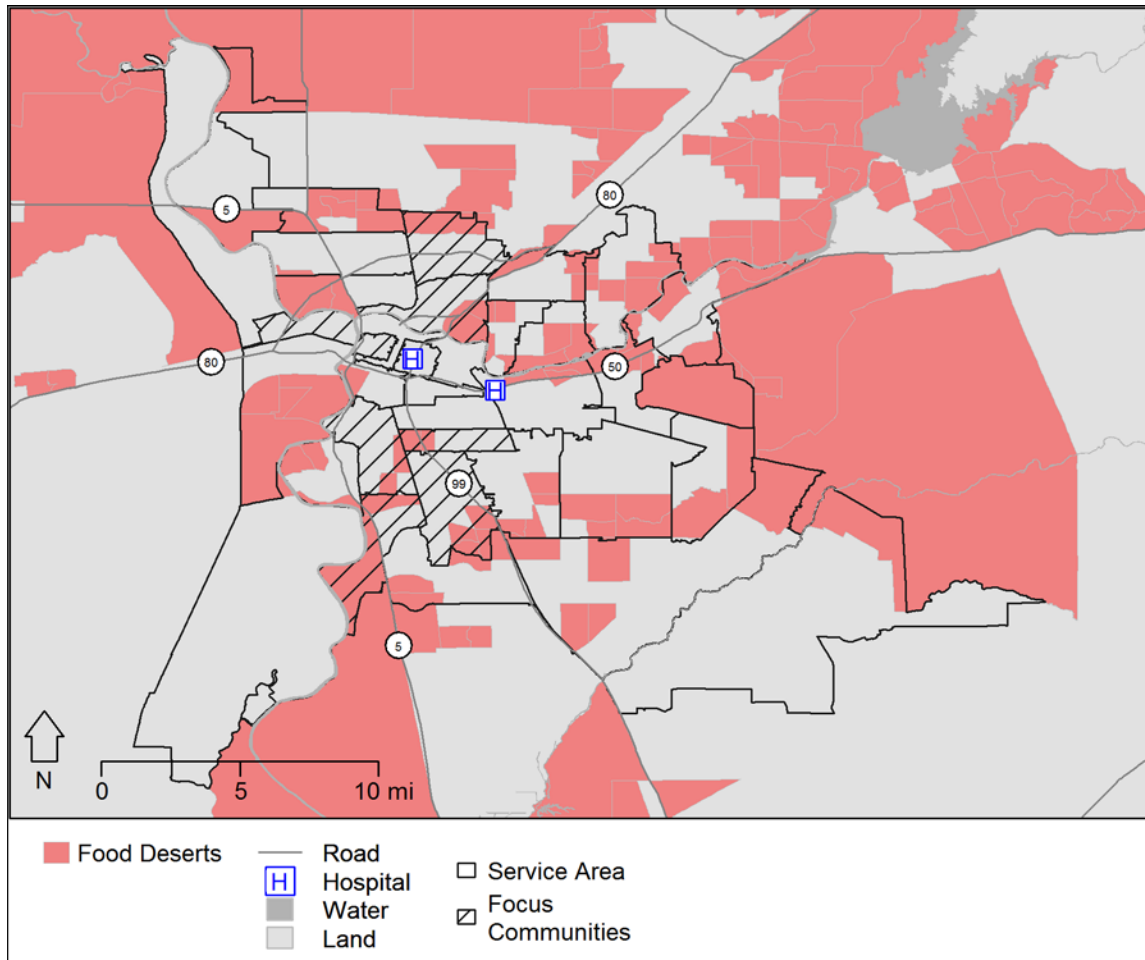 5
80
80
50
99
5
N
0 5 10 mi
Food Deserts
Road
H Hospital
Water
Land
Service Area
Focus
Communities
H
H